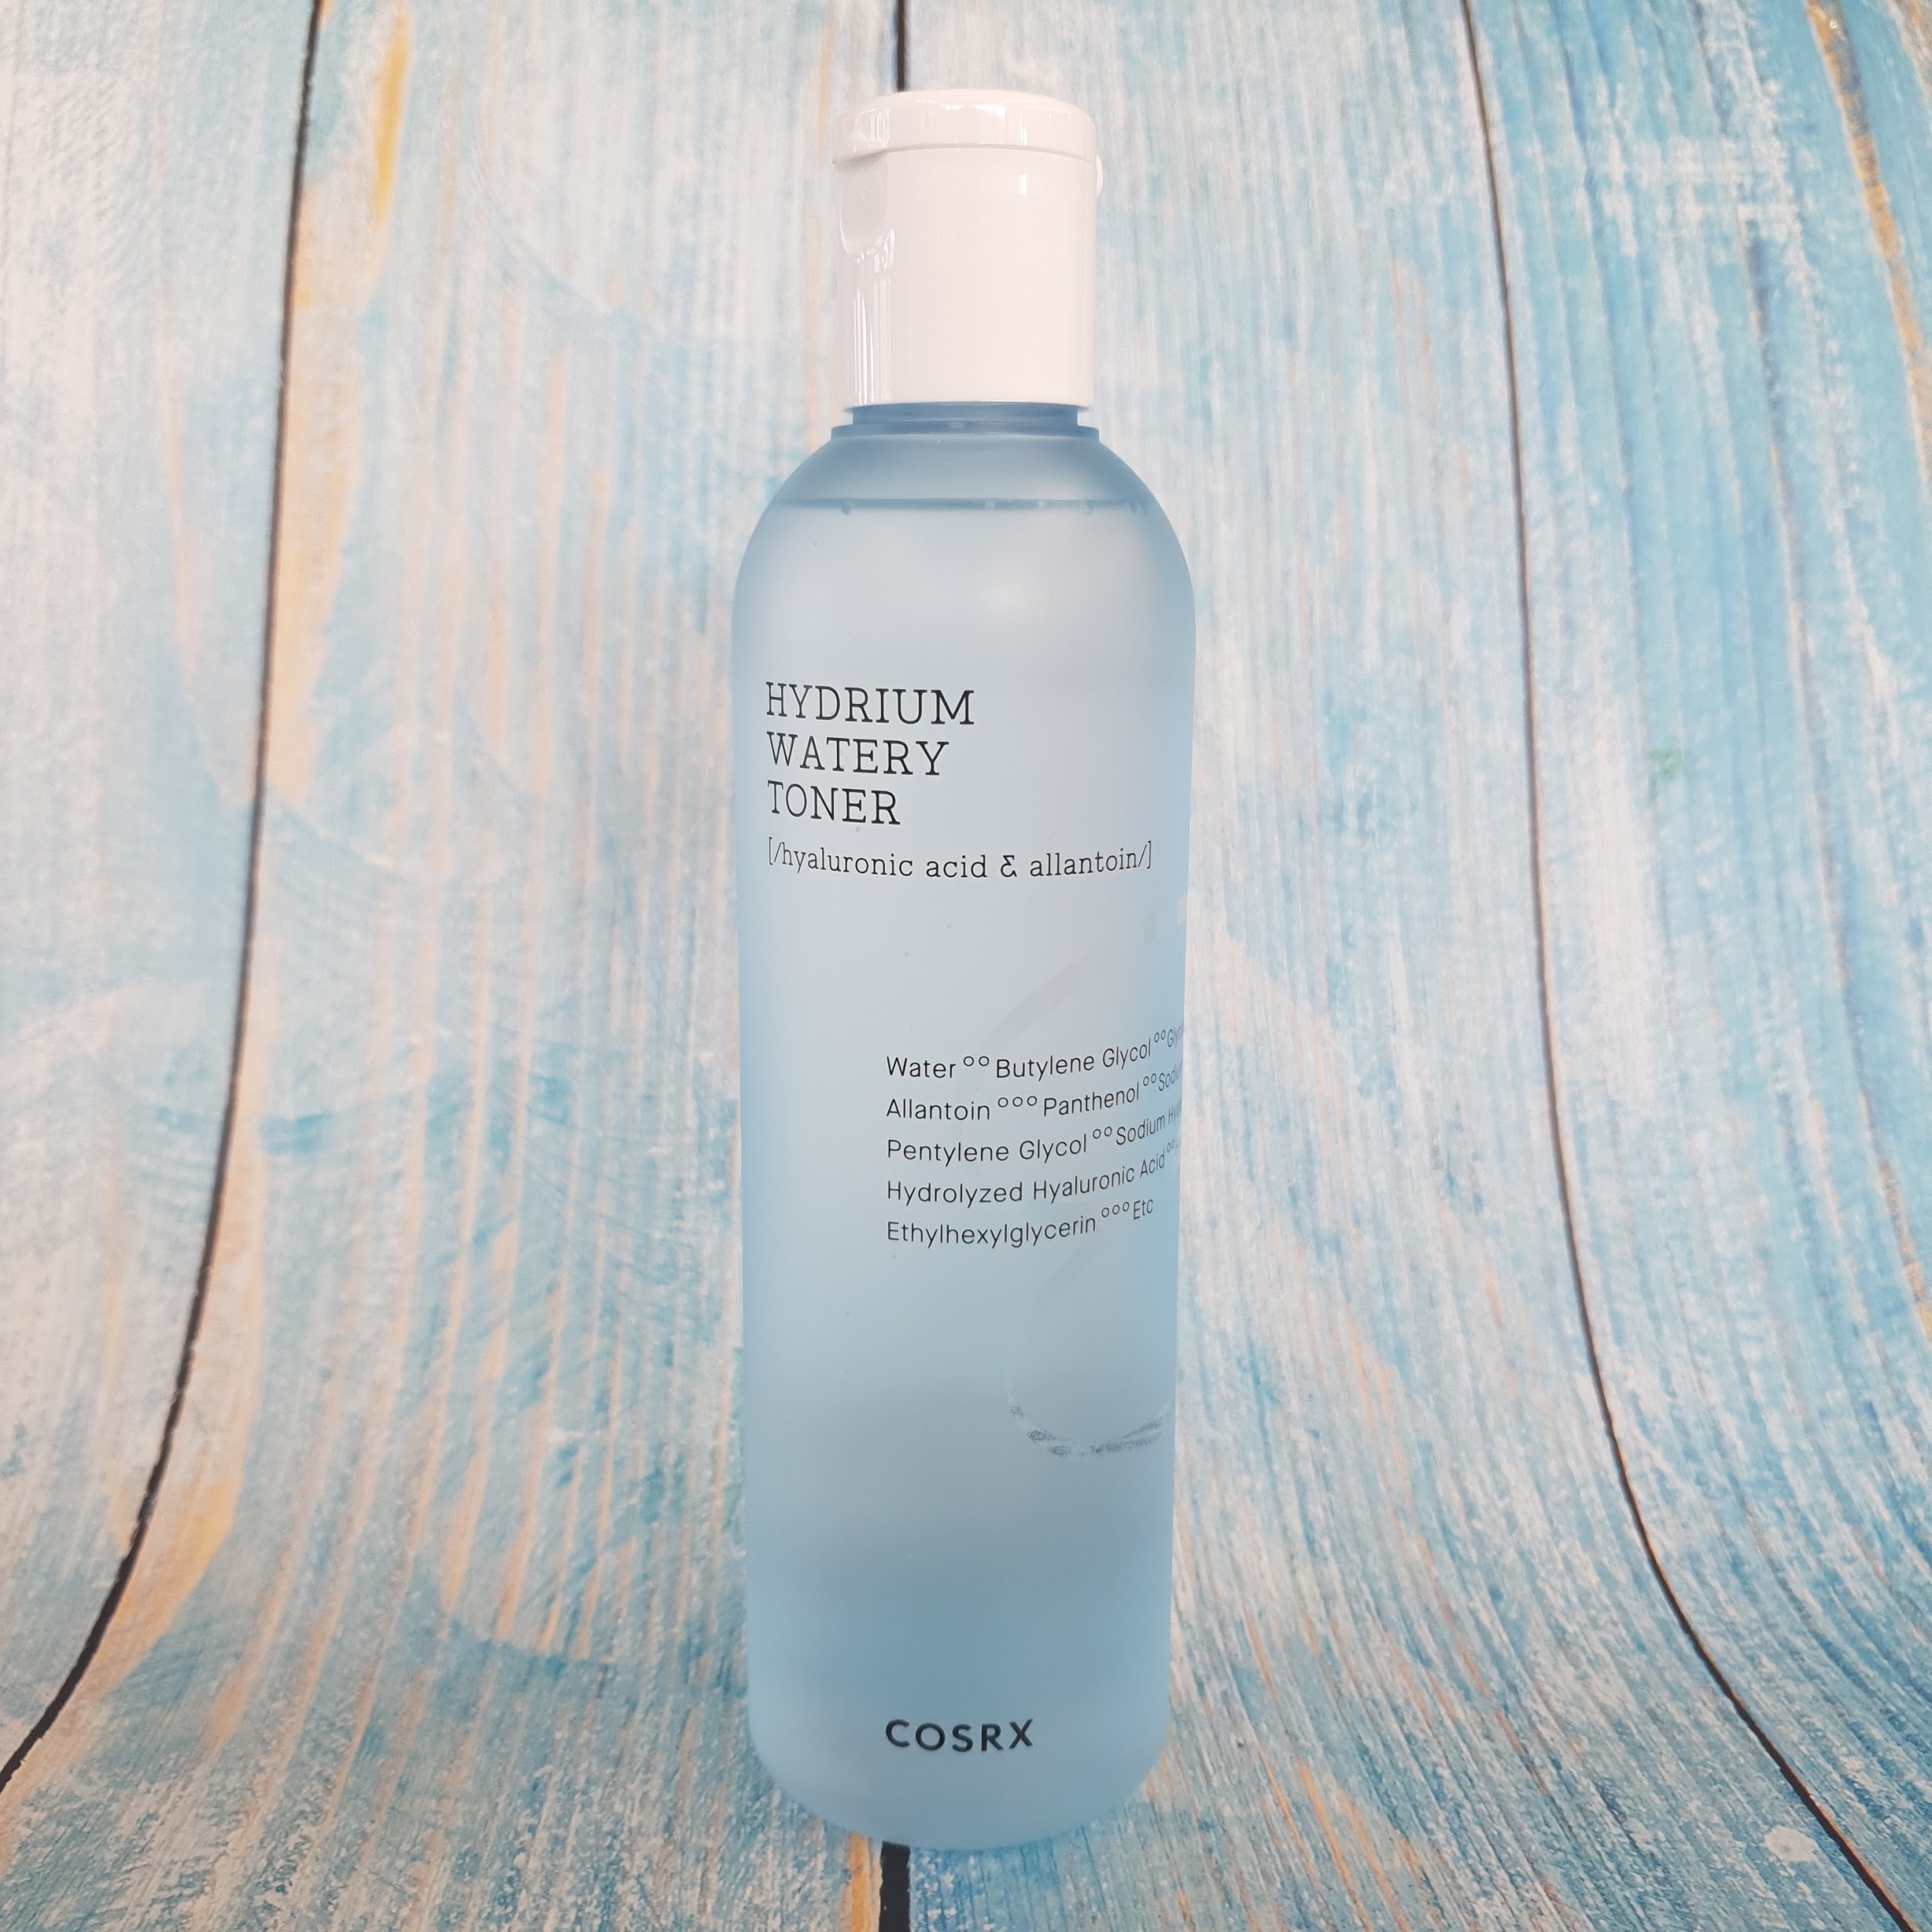 HYDRIUM
WATERY
TONER
[/hyaluronic acid & allantoin/]
Water °° Butylene Glycol °°
Allantoin °°° Panthenol °°
Pentylene Glycol °° Sodium
Hydrolyzed Hyaluronic Acid °°
Ethylhexylglycerin °°° Etc
COSRX